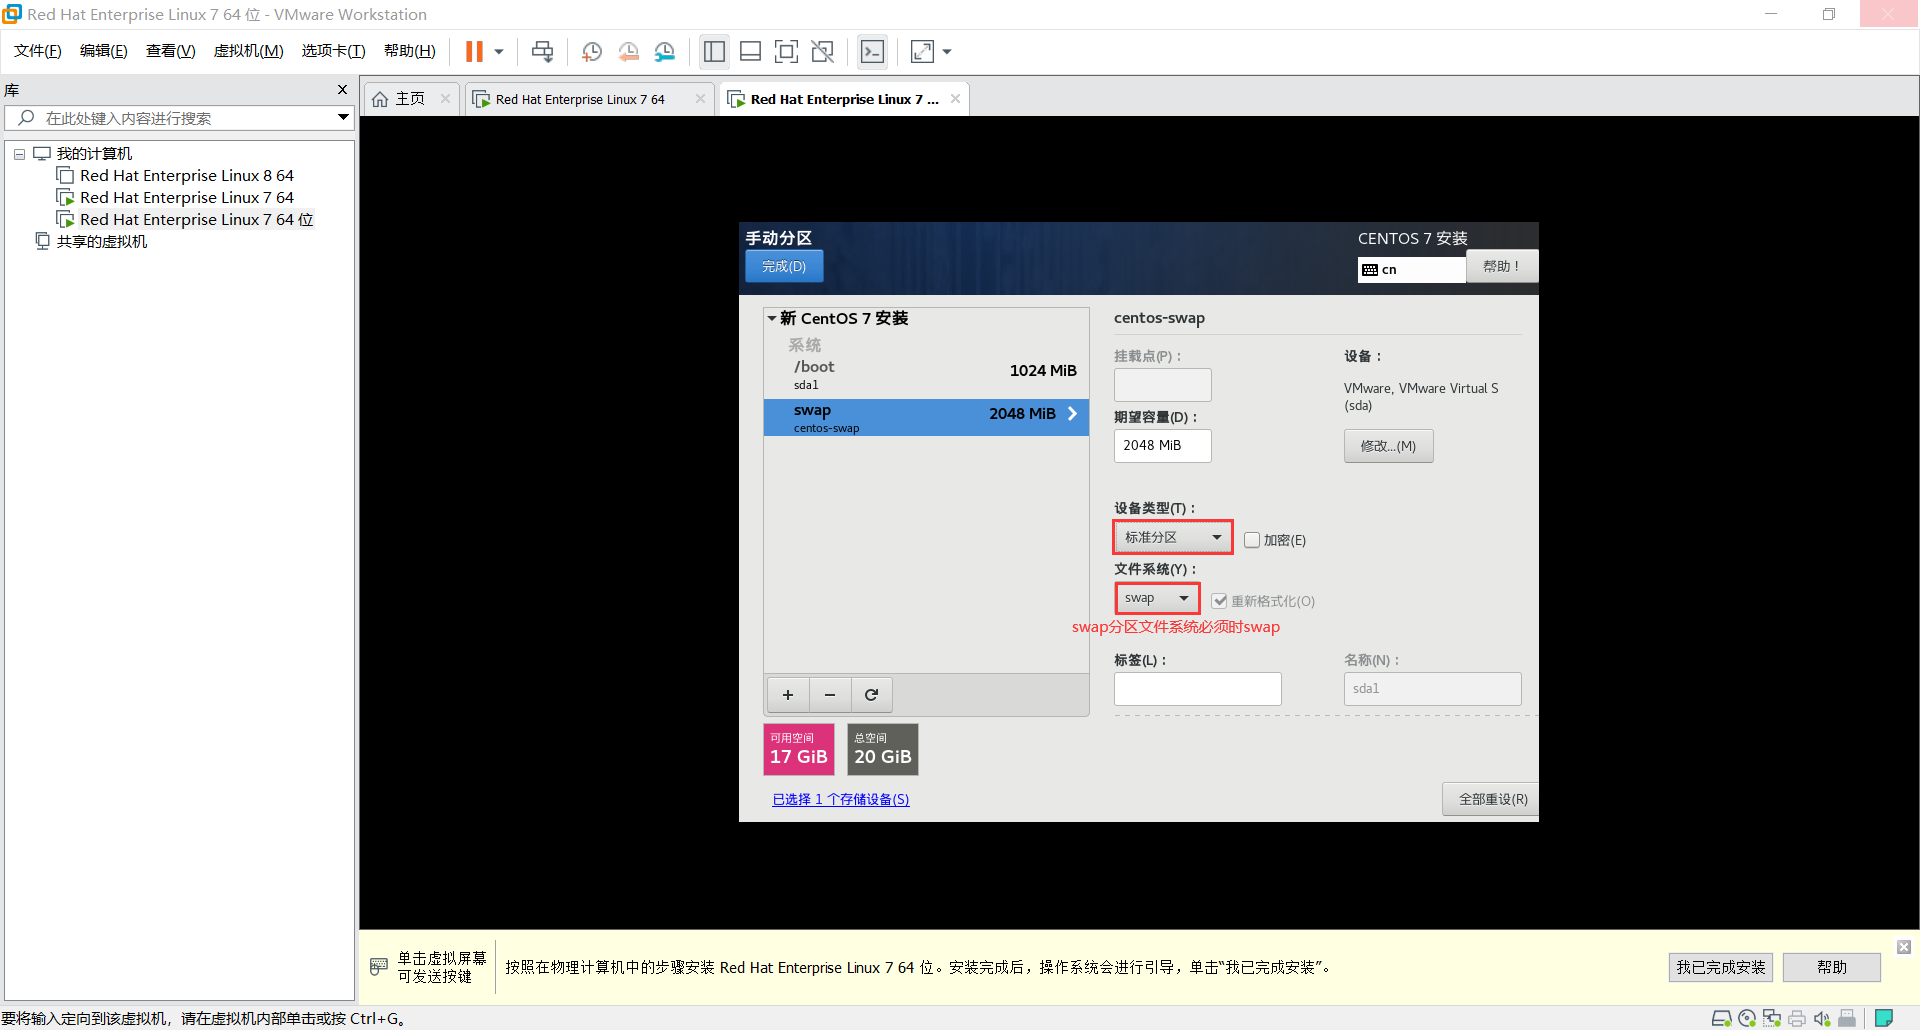 Red Hat Enterprise Linux 7 64 位 - VMware Workstation
文件(F) 编辑(E) 查看(V) 虚拟机(M) 选项卡(T) 帮助(H)
库
在此处键入内容进行搜索
我的计算机
Red Hat Enterprise Linux 8 64
Red Hat Enterprise Linux 7 64
Red Hat Enterprise Linux 7 64 位
共享的虚拟机
主页
Red Hat Enterprise Linux 7 64
Red Hat Enterprise Linux 7 ...
手动分区
完成(D)
CENTOS 7 安装
cn
帮助！
新 CentOS 7 安装
系统
/boot
1024 MiB
sda1
swap
2048 MiB
centos-swap
可用空间
17 GiB
总空间
20 GiB
已选择 1 个存储设备(S)
centos-swap
挂载点(P)：
设备：
VMware, VMware Virtual S
(sda)
期望容量(D)：
2048 MiB
修改...(M)
设备类型(T)：
标准分区
加密(E)
文件系统(Y)：
swap
重新格式化(O)
swap分区文件系统必须时swap
标签(L)：
名称(N)：
sda1
全部重设(R)
单击虚拟屏幕
可发送按键
按照在物理计算机中的步骤安装 Red Hat Enterprise Linux 7 64 位。安装完成后，操作系统会进行引导，单击“我已完成安装”。
我已完成安装
帮助
要将输入定向到该虚拟机，请在虚拟机内部单击或按 Ctrl+G。